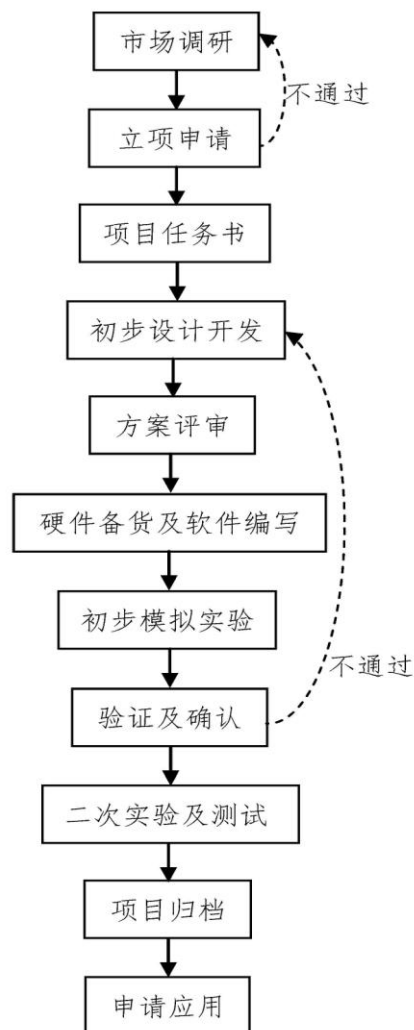 市场调研
不通过
立项申请
项目任务书
初步设计开发
方案评审
硬件备货及软件编写
初步模拟实验
不通过
验证及确认
二次实验及测试
项目归档
申请应用